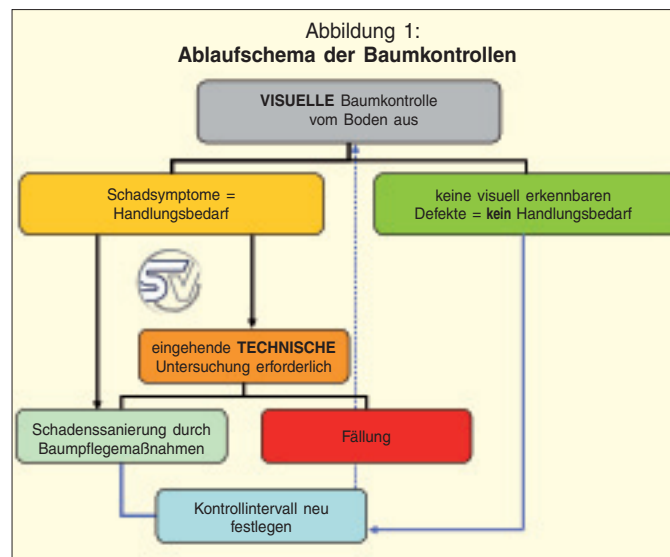 Abbildung 1:
Ablaufschema der Baumkontrollen
VISUELLE Baumkontrolle
vom Boden aus
Schadsymptome =
Handlungsbedarf
keine visuell erkennbaren
Defekte = kein Handlungsbedarf
SV
eingehende TECHNISCHE
Untersuchung erforderlich
Schadenssanierung durch
Baumpflegemaßnahmen
Fällung
Kontrollintervall neu
festlegen